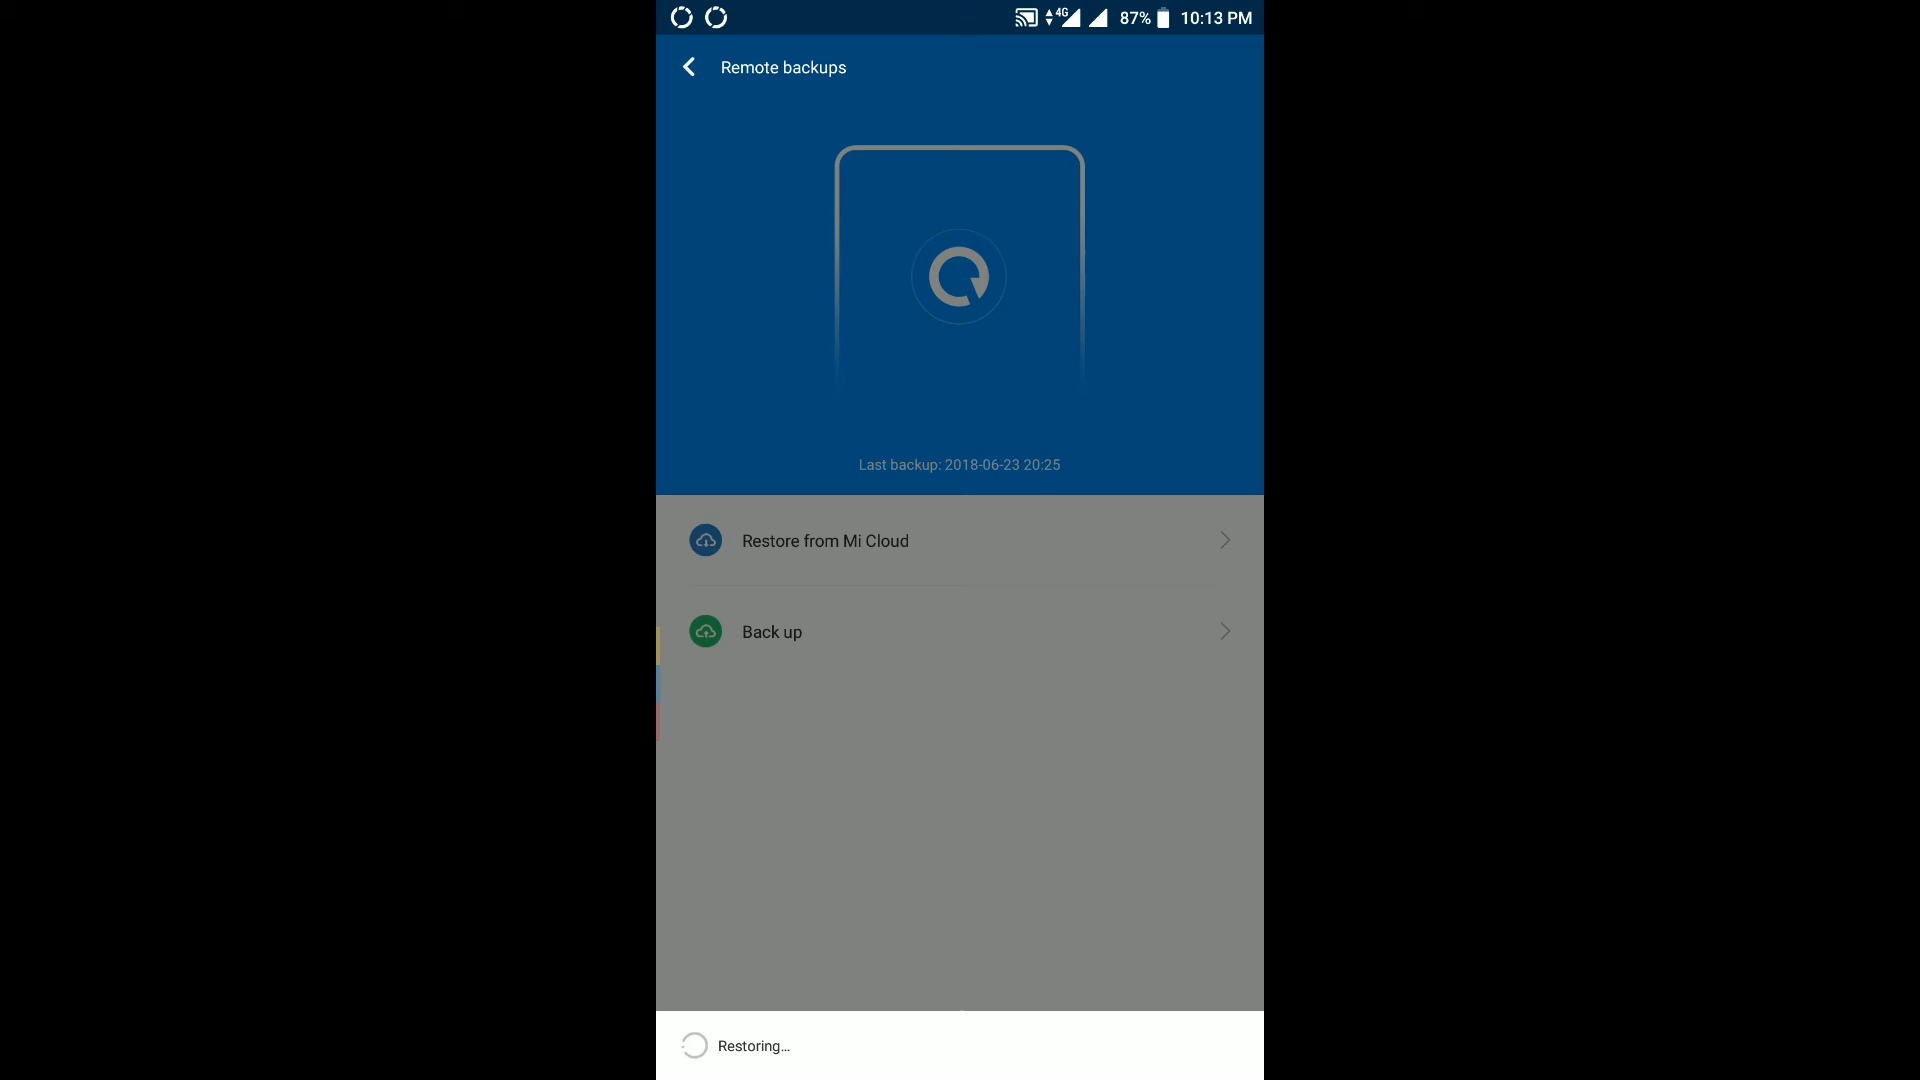 4G 87% 10:13 PM
Remote backups
Last backup: 2018-06-23 20:25
Restore from Mi Cloud
Back up
Restoring...